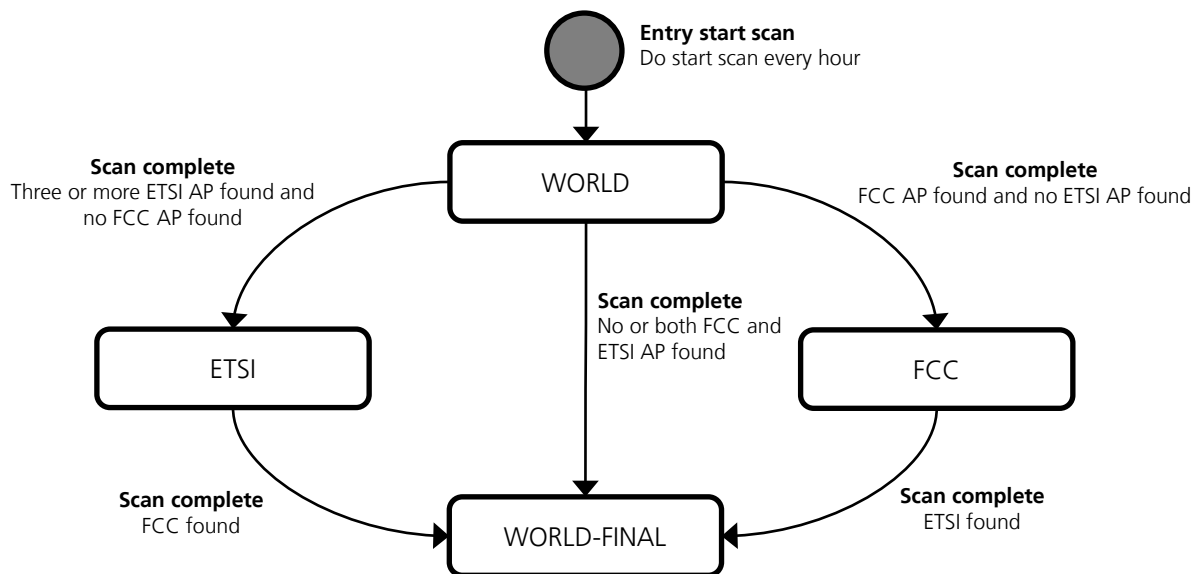 Entry start scan
Do start scan every hour
Scan complete
Three or more ETSI AP found and
no FCC AP found
WORLD
Scan complete
FCC AP found and no ETSI AP found
Scan complete
No or both FCC and
ETSI AP found
ETSI
FCC
Scan complete
FCC found
WORLD-FINAL
Scan complete
ETSI found